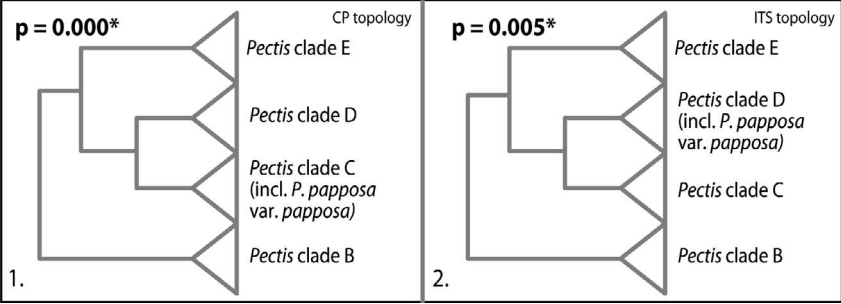 p = 0.000*
CP topology
Pectis clade E
Pectis clade D
Pectis clade C
(incl. P. papposa
var. papposa)
Pectis clade B
1.
p = 0.005*
ITS topology
Pectis clade E
Pectis clade D
(incl. P. papposa
var. papposa)
Pectis clade C
Pectis clade B
2.